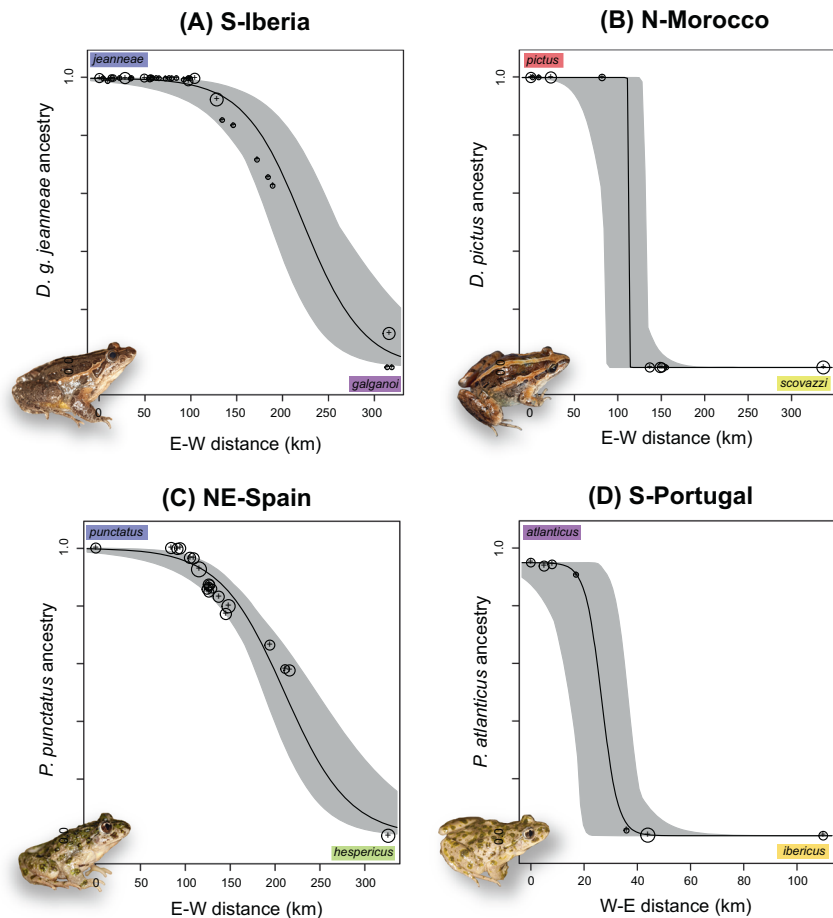 (A) S-Iberia
jeanneae
1.0
D. g. jeanneae ancestry
0.0
galganoi
0 50 100 150 200 250 300
E-W distance (km)
(B) N-Morocco
pictus
1.0
D. pictus ancestry
0.0
scovazzi
0 50 100 150 200 250 300
E-W distance (km)
(C) NE-Spain
punctatus
1.0
P. punctatus ancestry
0.0
hespericus
0 50 100 150 200 250 300
E-W distance (km)
(D) S-Portugal
atlanticus
1.0
P. atlanticus ancestry
0.0
ibericus
0 20 40 60 80 100
W-E distance (km)